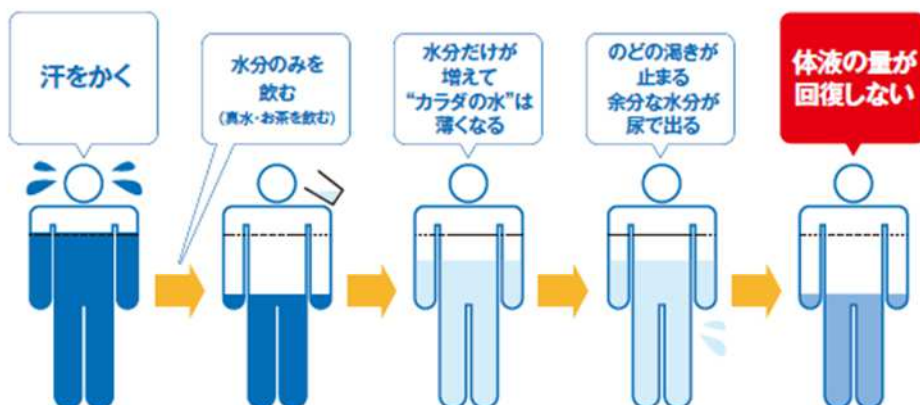 汗をかく
水分のみを
飲む
(真水・お茶を飲む)
水分だけが
増えて
“カラダの水”は
薄くなる
のどの渇きが
止まる
余分な水分が
尿で出る
体液の量が
回復しない